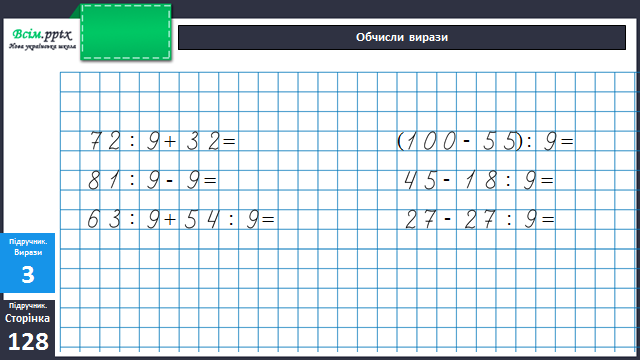 Всім.pptx
Нова українська школа
Обчисли вирази
72 : 9 + 32 =
81 : 9 - 9 =
63 : 9 + 54 : 9 =
(100 - 55) : 9 =
45 - 18 : 9 =
27 - 27 : 9 =
Підручник.
Вирази
3
Підручник.
Сторінка
128